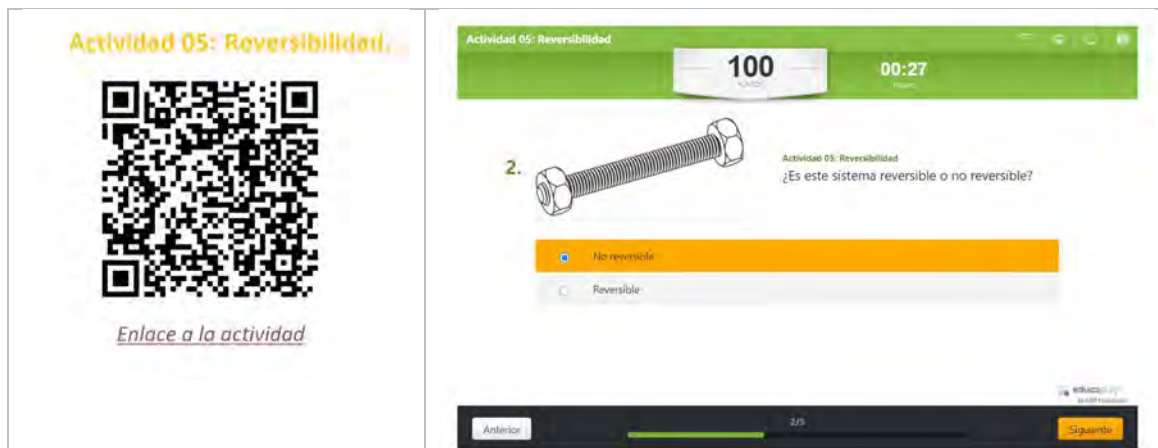 Actividad 05: Reversibilidad.
Enlace a la actividad
Actividad 05: Reversibilidad
100
00:27
2.
Actividad 05: Reversibilidad
¿Es este sistema reversible o no reversible?
No reversible
Reversible
Anterior
2/5
Siguiente